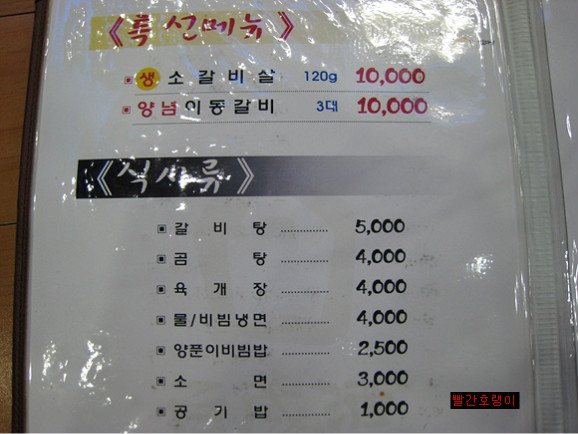 《특선메뉴》
생 소갈비살 120g 10,000
양념이동갈비 3대 10,000
《식사류》
갈비탕 ............... 5,000
곰탕 ............... 4,000
육개장 ............... 4,000
물/비빔냉면 ............... 4,000
양푼이비빔밥 ............... 2,500
소면 ............... 3,000
공기밥 ............... 1,000
빨간호랭이